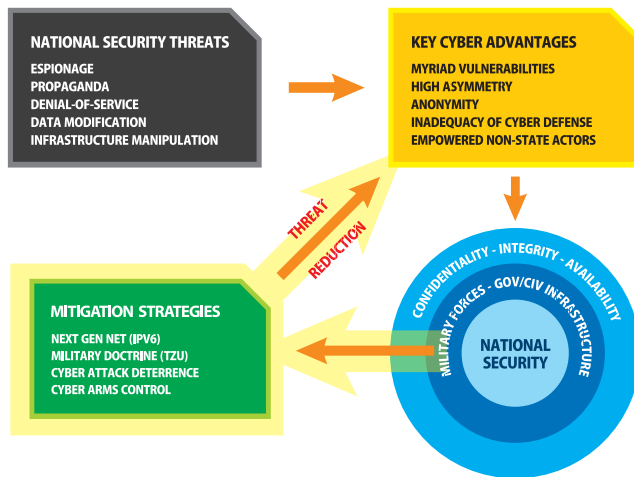 NATIONAL SECURITY THREATS
ESPIONAGE
PROPAGANDA
DENIAL-OF-SERVICE
DATA MODIFICATION
INFRASTRUCTURE MANIPULATION
KEY CYBER ADVANTAGES
MYRIAD VULNERABILITIES
HIGH ASYMMETRY
ANONYMITY
INADEQUACY OF CYBER DEFENSE
EMPOWERED NON-STATE ACTORS
THREAT
REDUCTION
CONFIDENTIALITY - INTEGRITY - AVAILABILITY
MILITARY FORCES - GOV/CIV INFRASTRUCTURE
NATIONAL
SECURITY
MITIGATION STRATEGIES
NEXT GEN NET (IPV6)
MILITARY DOCTRINE (TZU)
CYBER ATTACK DETERRENCE
CYBER ARMS CONTROL